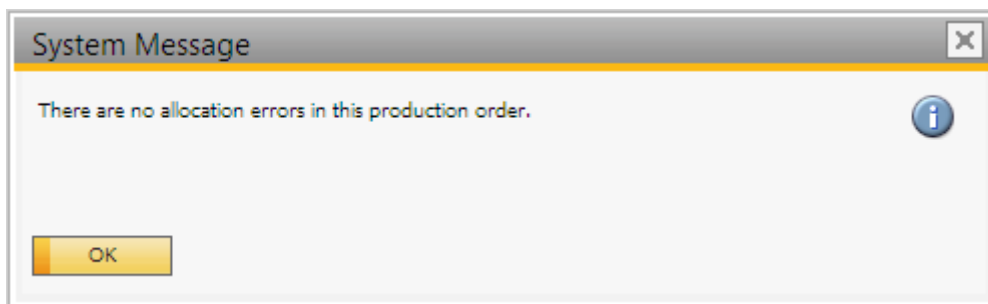 System Message
There are no allocation errors in this production order.
OK